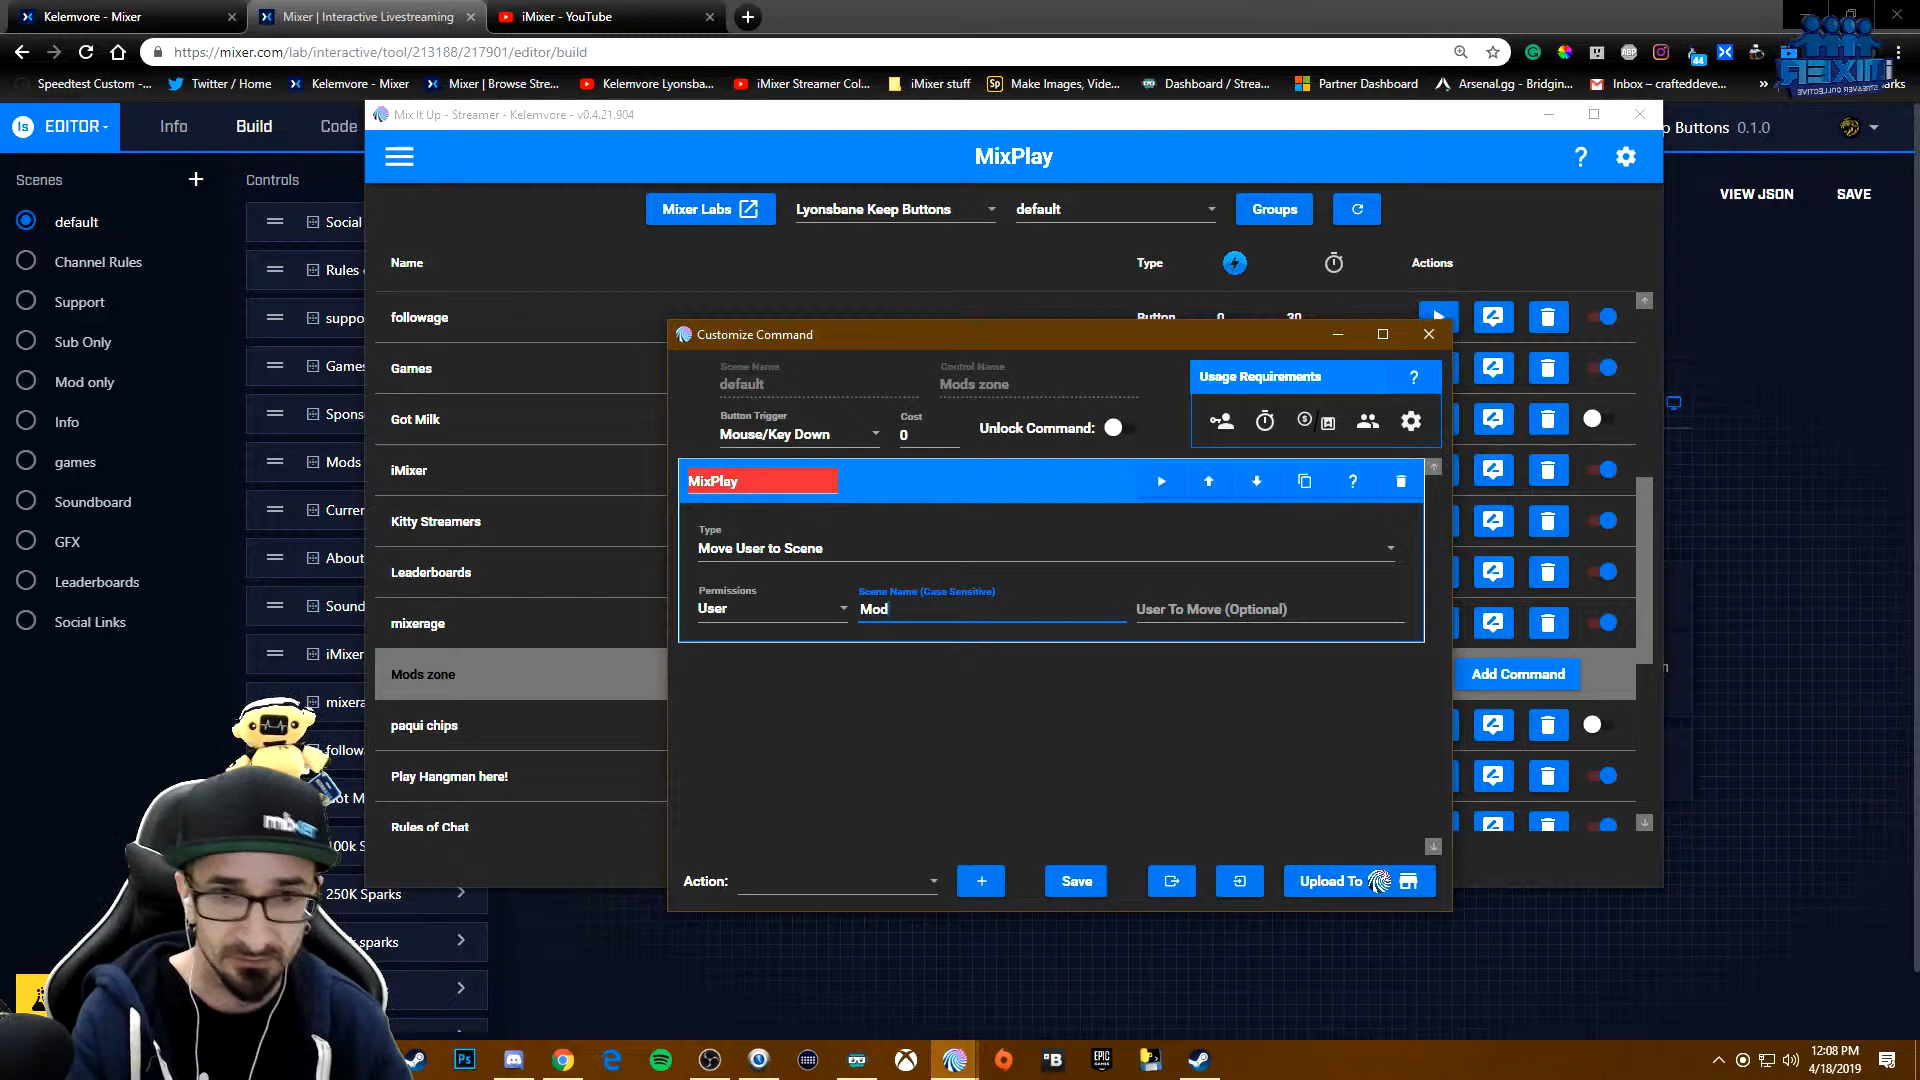 Kelemvore - Mixer
Mixer | Interactive Livestreaming
iMixer - YouTube
https://mixer.com/lab/interactive/tool/213188/217901/editor/build
44
Speedtest Custom -...
Twitter / Home
Kelemvore - Mixer
Mixer | Browse Stre...
Kelemvore Lyonsba...
iMixer Streamer Col...
iMixer stuff
Make Images, Vide...
Dashboard / Strea...
Partner Dashboard
Arsenal.gg - Bridgin...
Inbox – crafteddev...
EDITOR
Info
Build
Code
p Buttons 0.1.0
Mix It Up - Streamer - Kelemvore - v0.4.21.904
MixPlay
?
Scenes
+
Controls
VIEW JSON
SAVE
Mixer Labs
Lyonsbane Keep Buttons
default
Groups
default
Channel Rules
Support
Sub Only
Mod only
Info
games
Soundboard
GFX
Leaderboards
Social Links
Social
Rules
suppo
Games
Spons
Mods
Curren
About
Sound
iMixer
mixera
follow
ot M
00k S
250K Sparks
sparks
Name
Type
Actions
followage
Button
0
30
Games
Got Milk
iMixer
Kitty Streamers
Leaderboards
mixerage
Mods zone
Add Command
paqui chips
Play Hangman here!
Rules of Chat
Customize Command
Scene Name
default
Control Name
Mods zone
Usage Requirements
?
Button Trigger
Mouse/Key Down
Cost
0
Unlock Command:
MixPlay
?
Type
Move User to Scene
Permissions
User
Scene Name (Case Sensitive)
Mod
User To Move (Optional)
Action:
+
Save
Upload To
mixer
Ps
12:08 PM
4/18/2019